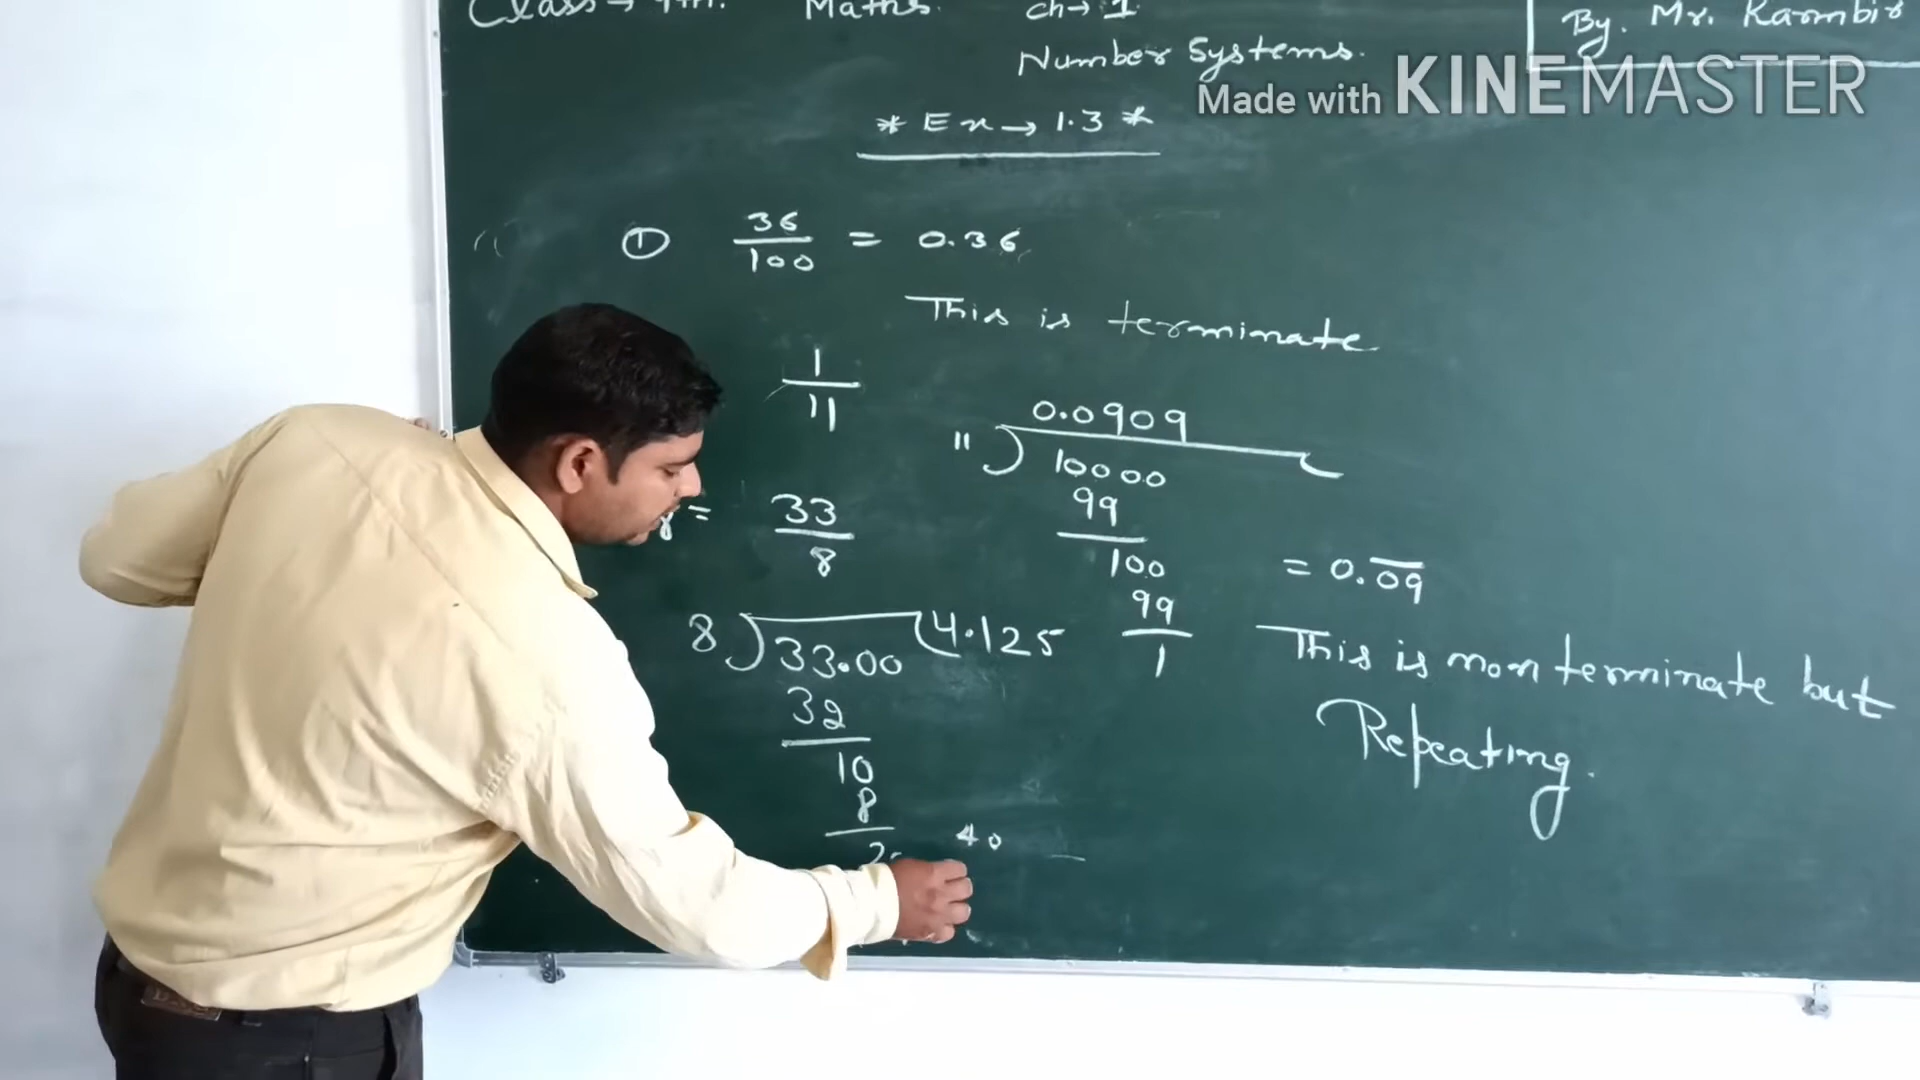 Class → 9th. Maths. Ch → 1
By. Mr. Karmbir
Number Systems.
Made with KINEMASTER
* Ex → 1.3 *
① 36/100 = 0.36
This is terminate
1/11
0.0909
11 ) 10000
99
100
99
1
= 0.09̅
This is non terminate but
Repeating.
8 = 33/8
8 ) 33.00 ( 4.125
32
10
8
20
40